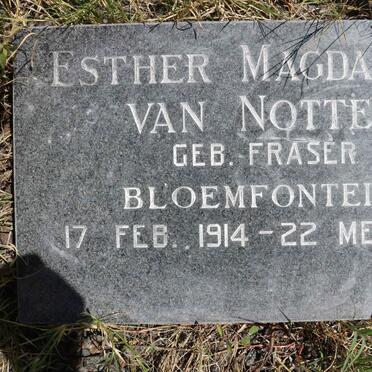 ESTHER MAGDA
VAN NOTTE
GEB. FRASER
BLOEMFONTEI
17 FEB. 1914 - 22 ME